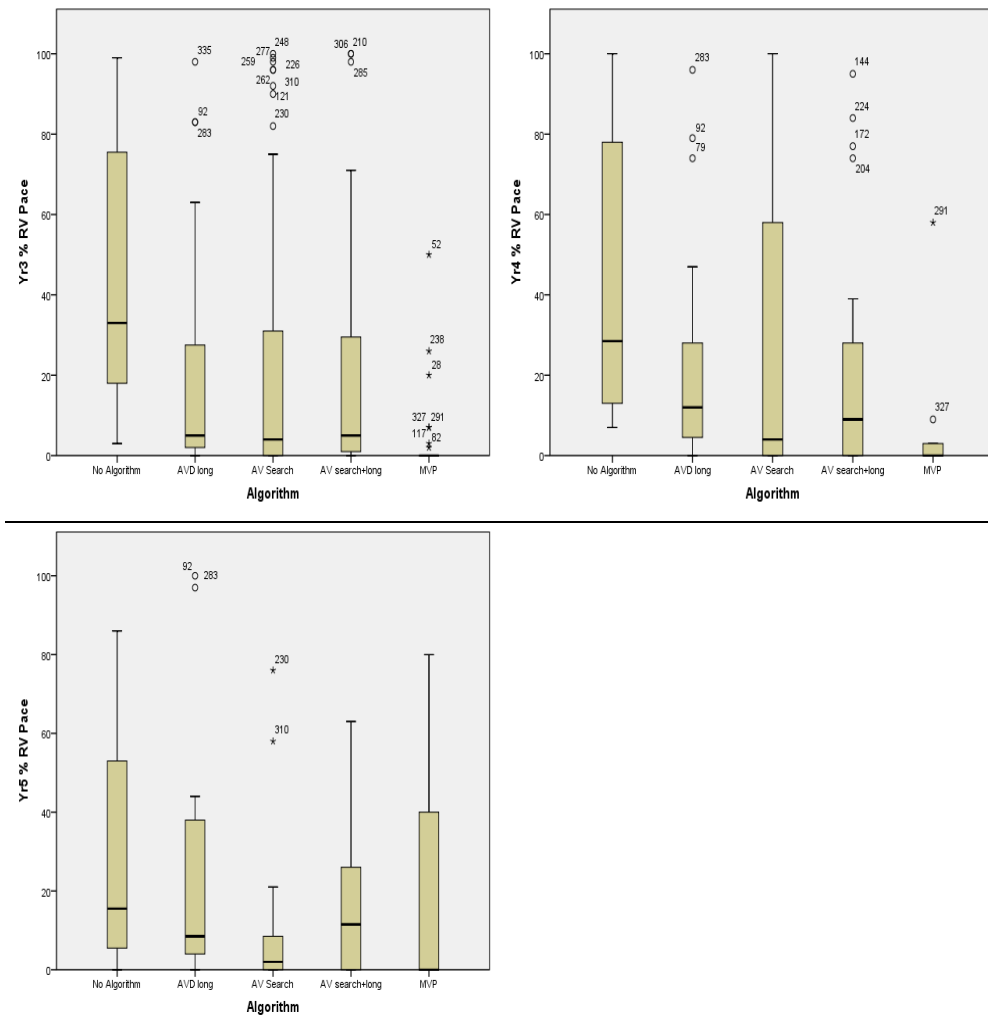 100
80
60
40
20
0
Yr3 % RV Pace
335
92
283
248
277
259
226
262
310
121
230
306
210
285
52
238
28
327
291
117
82
No Algorithm
AVD long
AV Search
AV search+long
MVP
Algorithm
100
80
60
40
20
0
Yr4 % RV Pace
283
92
79
144
224
172
204
291
327
No Algorithm
AVD long
AV Search
AV search+long
MVP
Algorithm
100
80
60
40
20
0
Yr5 % RV Pace
92
283
230
310
No Algorithm
AVD long
AV Search
AV search+long
MVP
Algorithm